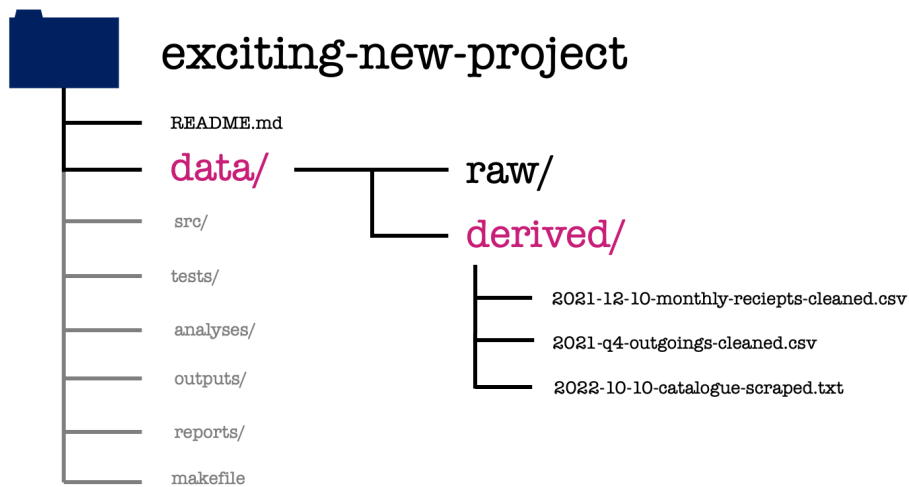 exciting-new-project
README.md
data/
raw/
src/
derived/
tests/
2021-12-10-monthly-reciepts-cleaned.csv
analyses/
2021-q4-outgoings-cleaned.csv
outputs/
2022-10-10-catalogue-scraped.txt
reports/
makefile